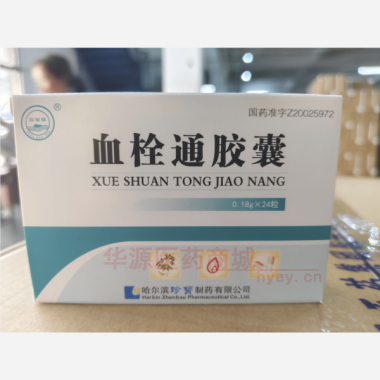 国药准字Z20025972
血栓通胶囊
XUE SHUAN TONG JIAO NANG
0.18g×24粒
华源医药商城
hyey.cn
哈尔滨珍宝制药有限公司
Harbin Zhenbao Pharmaceutical Co.,Ltd.